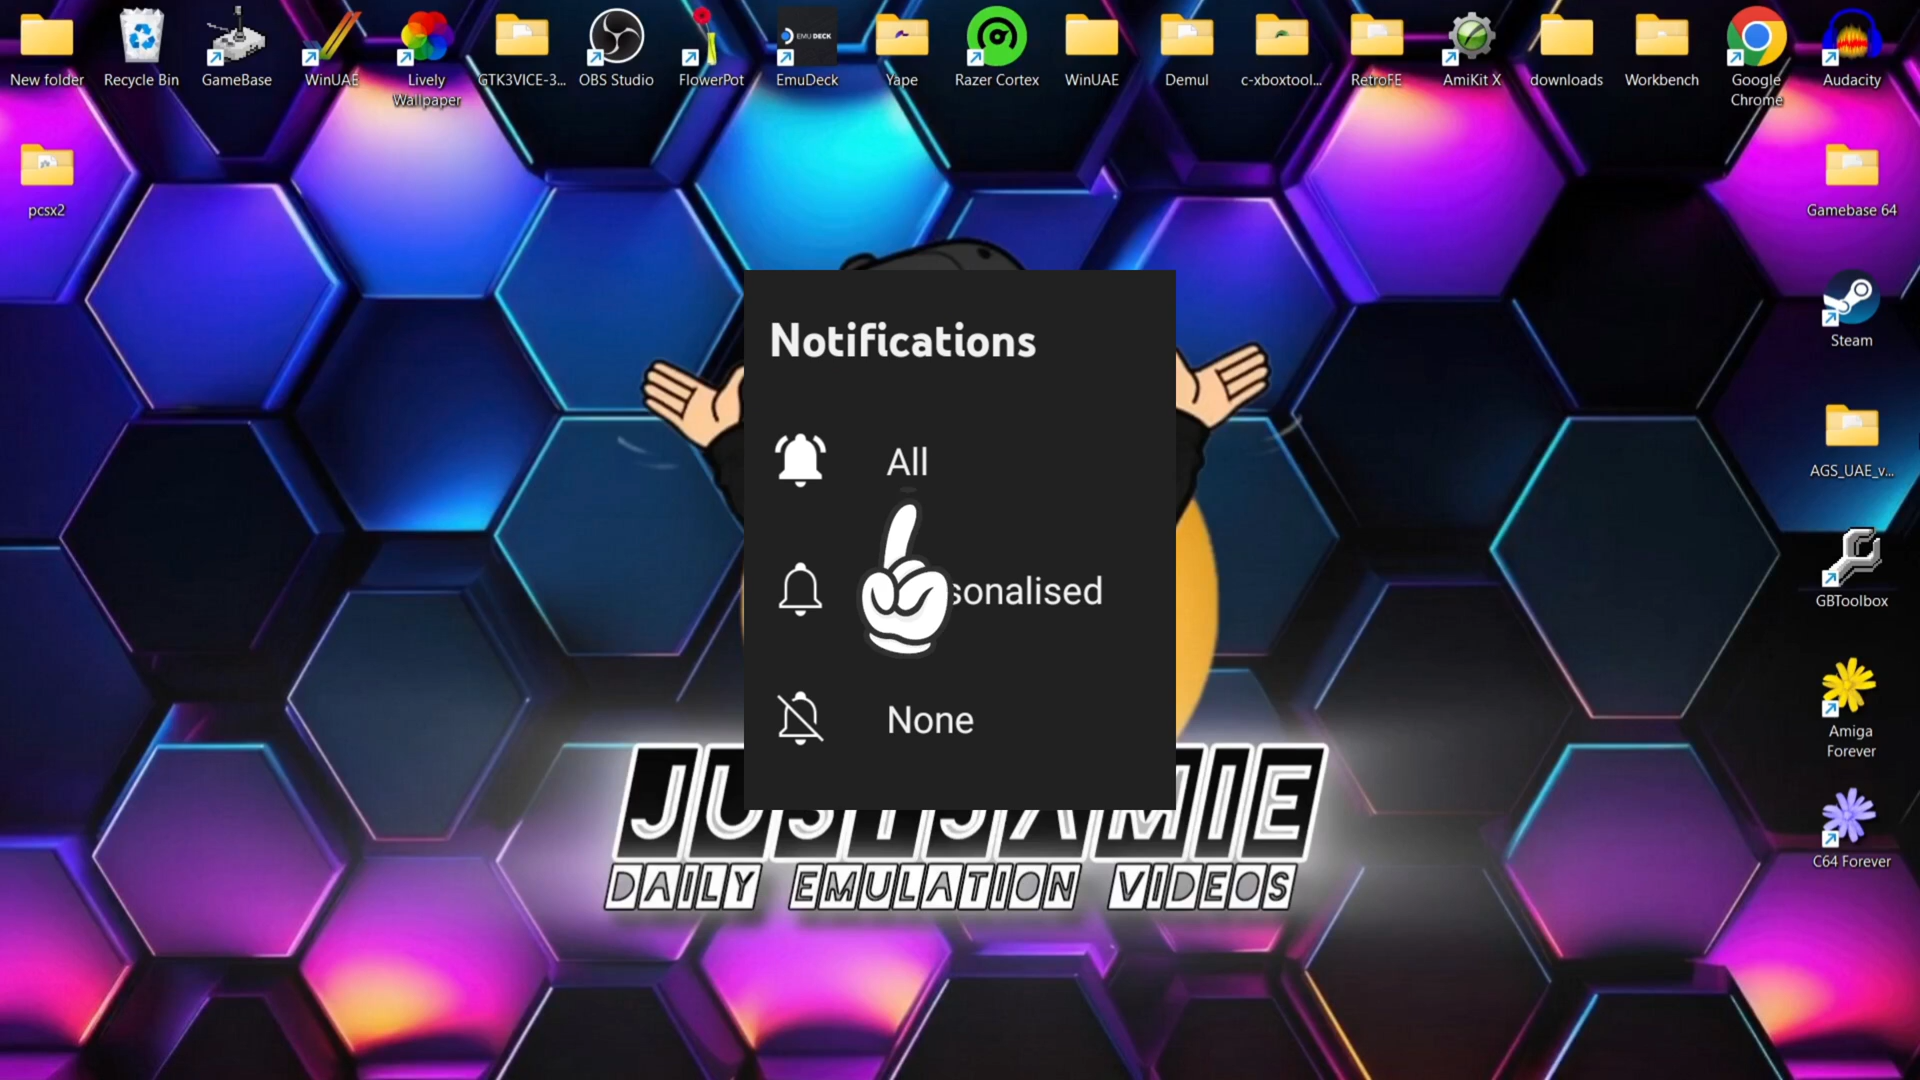 New folder
Recycle Bin
GameBase
WinUAE
Lively
Wallpaper
GTK3VICE-3...
OBS Studio
FlowerPot
EMUDECK
EmuDeck
Yape
Razer Cortex
WinUAE
Demul
c-xboxtool...
RetroFE
AmiKit X
downloads
Workbench
Google
Chrome
Audacity
pcsx2
Gamebase 64
Steam
AGS_UAE_v...
GBToolbox
Amiga
Forever
C64 Forever
Notifications
All
sonalised
None
JUSTJAMIE
DAILY EMULATION VIDEOS